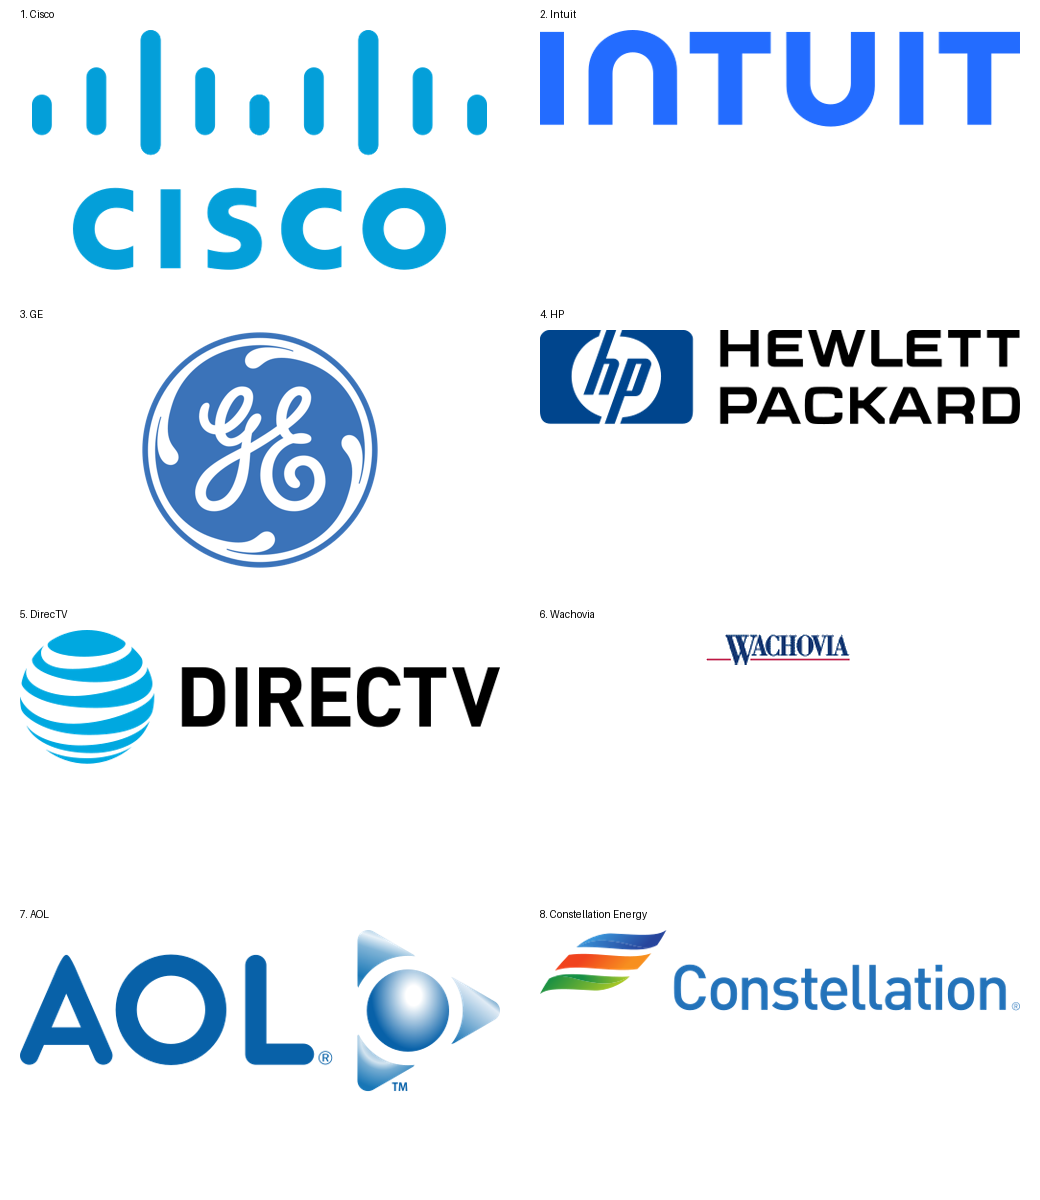 1. Cisco
CISCO
2. Intuit
INTUIT
3. GE
GE
4. HP
hp
HEWLETT
PACKARD
5. DirecTV
DIRECTV
6. Wachovia
WACHOVIA
7. AOL
AOL®
TM
8. Constellation Energy
Constellation®